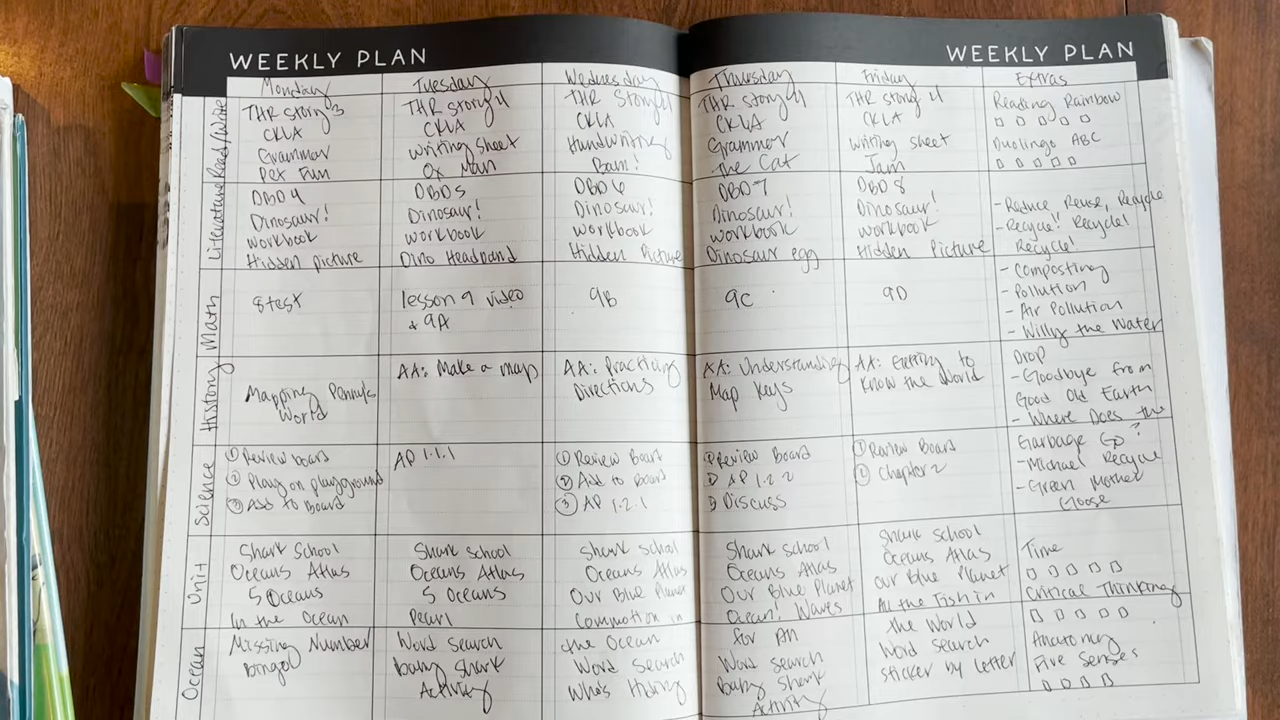 WEEKLY PLAN
WEEKLY PLAN
Monday Tuesday Wednesday Thursday Friday Extras
Read/Write
THR Story 3
CKLA
Grammar
Pet Fun
THR Story 4
CKLA
Writing Sheet
Ox Man
THR Story 4
CKLA
Handwriting
Bam!
THR Story 4
CKLA
Grammar
The Cat
THR Story 4
CKLA
Writing Sheet
Jam
Reading Rainbow
Duolingo ABC
Literature
DBD 4
Dinosaur!
Workbook
Hidden Picture
DBD 5
Dinosaur!
Workbook
Dino Headband
DBD 6
Dinosaur!
Workbook
Hidden Picture
DBD 7
Dinosaur!
Workbook
Dinosaur egg
DBD 8
Dinosaur!
Workbook
Hidden Picture
- Reduce, Reuse, Recycle
- Recycle! Recycle!
Recycle!
Math
8 test
lesson 9 video
& 9A
9B
9C
9D
- Composting
- Pollution
- Air Pollution
- Willy the Water
Drop
History
Mapping Penny's
World
AA: Make a map
AA: Practicing
Directions
AA: Understanding
Map Keys
AA: Getting to
Know the World
- Goodbye from
Good Old Earth
- Where Does the
Garbage Go?
Science
① Review board
② Play on playground
③ Add to Board
AP 1.1.1
① Review Board
② Add to Board
③ AP 1.2.1
① Review Board
② AP 1.2.2
③ Discuss
① Review Board
② Chapter 2
- Michael Recycle
- Green Mother
Goose
Unit
Shark School
Oceans Atlas
5 Oceans
In the Ocean
Shark School
Oceans Atlas
5 Oceans
Pearl
Shark School
Oceans Atlas
Our Blue Planet
Commotion in
the Ocean
Shark School
Oceans Atlas
Our Blue Planet
Ocean! Waves
for All
Shark School
Oceans Atlas
Our Blue Planet
All the Fish in
the World
Time
Critical Thinking
Ocean
Missing Number
Bingo
Word Search
Baby Shark
Activity
Word Search
Who's Hiding
Word Search
Baby Shark
Activity
Word Search
Sticker by Letter
Anatomy
Five Senses